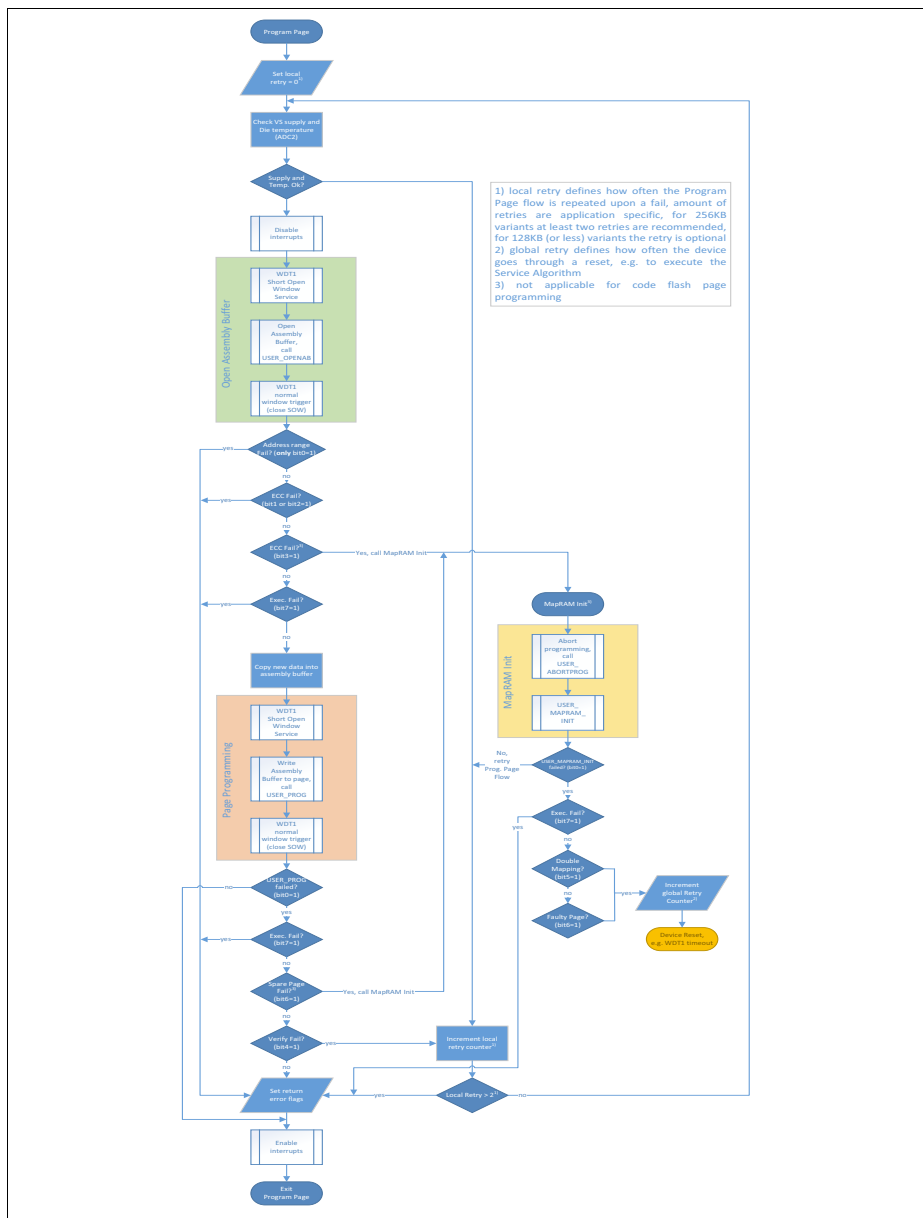 Program Page
Set local
retry = 0¹⁾
Check VS supply and
Die temperature
(ADC2)
Supply and
Temp. Ok?
1) local retry defines how often the Program
Page flow is repeated upon a fail, amount of
retries are application specific, for 256KB
variants at least two retries are recommended,
for 128KB (or less) variants the retry is optional
2) global retry defines how often the device
goes through a reset, e.g. to execute the
Service Algorithm
3) not applicable for code flash page
programming
Disable
interrupts
Open Assembly Buffer
WDT1
Short Open
Window
Service
Open
Assembly
Buffer,
call
USER_OPENAB
WDT1
normal
window trigger
(close SOW)
Address range
Fail? (only bit0=1)
yes
no
ECC Fail?
(bit1 or bit2=1)
yes
no
ECC Fail?³⁾
(bit3=1)
Yes, call MapRAM Init
no
Exec. Fail?
(bit7=1)
yes
no
Copy new data into
assembly buffer
Page Programming
WDT1
Short Open
Window
Service
Write
Assembly
Buffer to page,
call
USER_PROG
WDT1
normal
window trigger
(close SOW)
USER_PROG
failed?
(bit0=1)
no
yes
Exec. Fail?
(bit7=1)
yes
no
Spare Page
Fail?³⁾
(bit6=1)
Yes, call MapRAM Init
no
Verify Fail?
(bit4=1)
yes
no
Set return
error flags
Enable
interrupts
Exit
Program Page
MapRAM Init³⁾
MapRAM Init
Abort
programming,
call
USER_
ABORTPROG
USER_
MAPRAM_
INIT
USER_MAPRAM_INIT
failed? (bit0=1)
No,
retry
Prog. Page
Flow
yes
Exec. Fail?
(bit7=1)
yes
no
Double
Mapping?
(bit5=1)
no
Faulty Page?
(bit6=1)
yes
Increment
global Retry
Counter²⁾
Device Reset,
e.g. WDT1 timeout
Increment local
retry counter¹⁾
Local Retry > 2¹⁾
yes
no